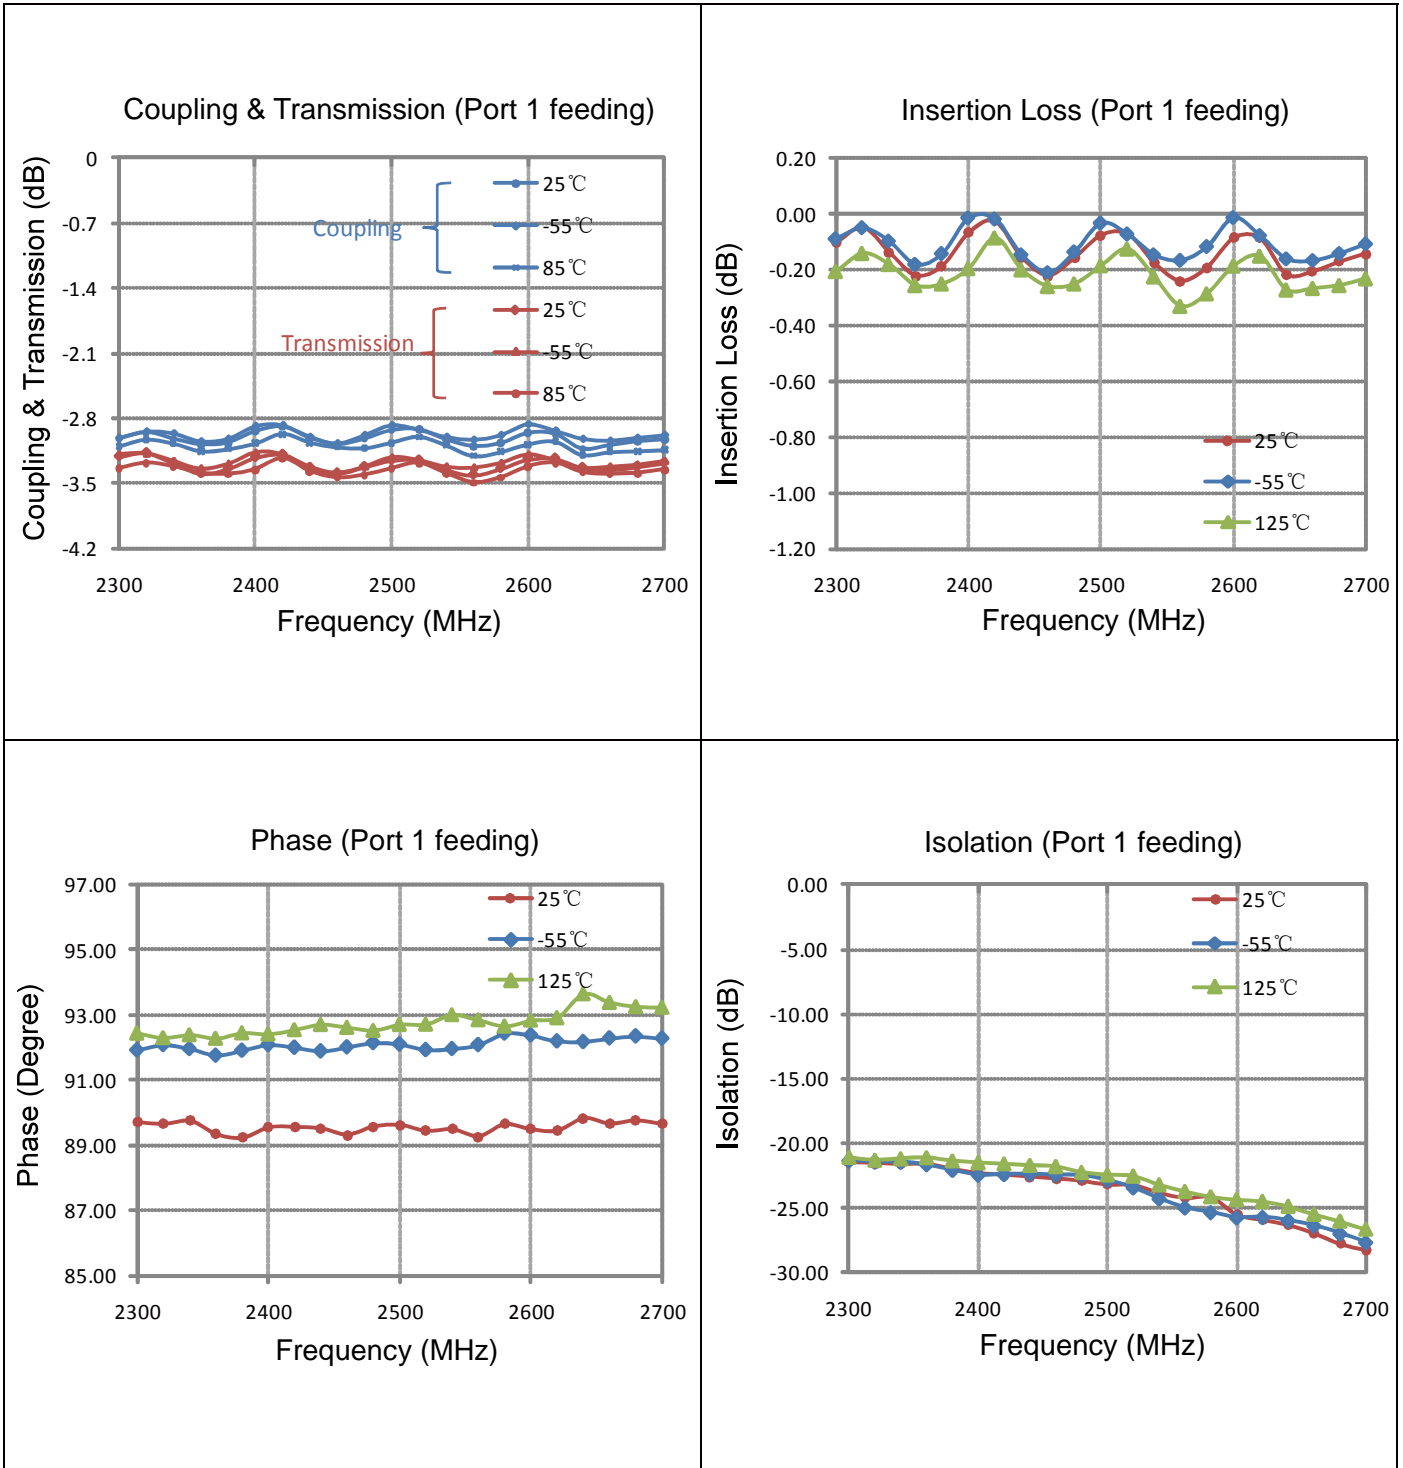 Coupling & Transmission (Port 1 feeding)
Coupling & Transmission (dB)
0
-0.7
-1.4
-2.1
-2.8
-3.5
-4.2
Coupling
25℃
-55℃
85℃
Transmission
25℃
-55℃
85℃
2300 2400 2500 2600 2700
Frequency (MHz)
Insertion Loss (Port 1 feeding)
Insertion Loss (dB)
0.20
0.00
-0.20
-0.40
-0.60
-0.80
-1.00
-1.20
25℃
-55℃
125℃
2300 2400 2500 2600 2700
Frequency (MHz)
Phase (Port 1 feeding)
Phase (Degree)
97.00
95.00
93.00
91.00
89.00
87.00
85.00
25℃
-55℃
125℃
2300 2400 2500 2600 2700
Frequency (MHz)
Isolation (Port 1 feeding)
Isolation (dB)
0.00
-5.00
-10.00
-15.00
-20.00
-25.00
-30.00
25℃
-55℃
125℃
2300 2400 2500 2600 2700
Frequency (MHz)